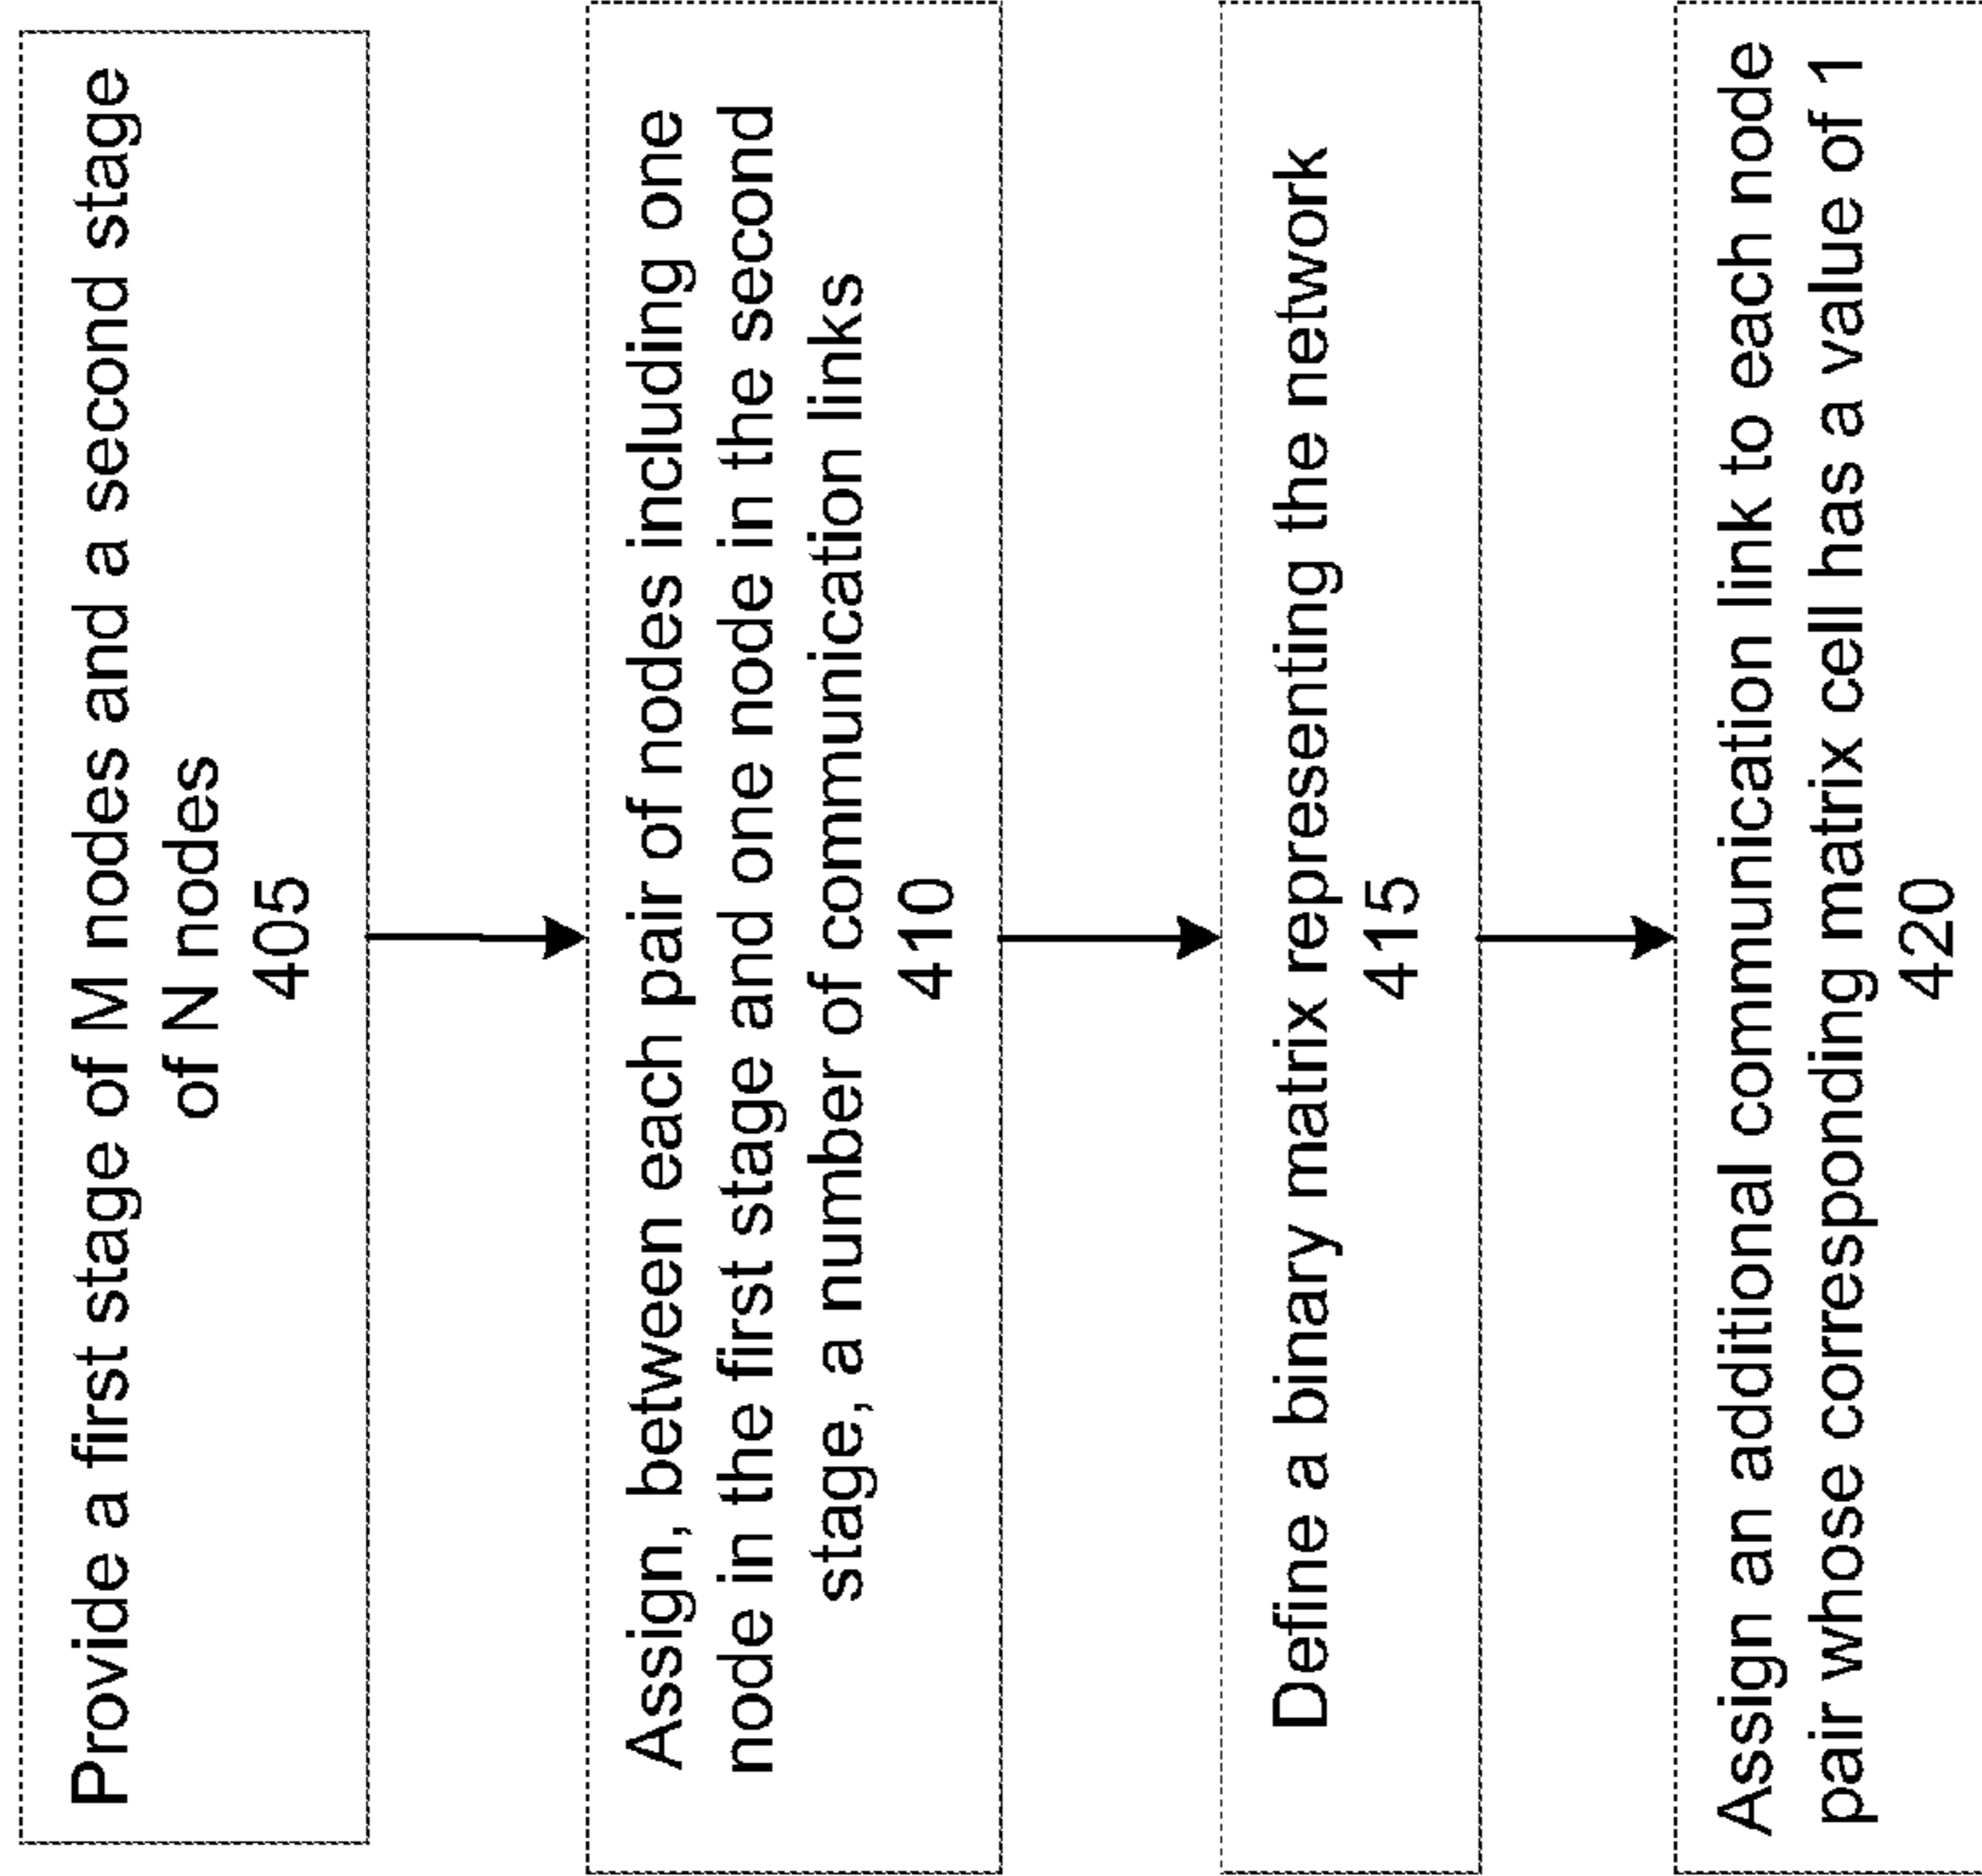 Provide a first stage of M nodes and a second stage
of N nodes
405
Assign, between each pair of nodes including one
node in the first stage and one node in the second
stage, a number of communication links
410
Define a binary matrix representing the network
415
Assign an additional communication link to each node
pair whose corresponding matrix cell has a value of 1
420